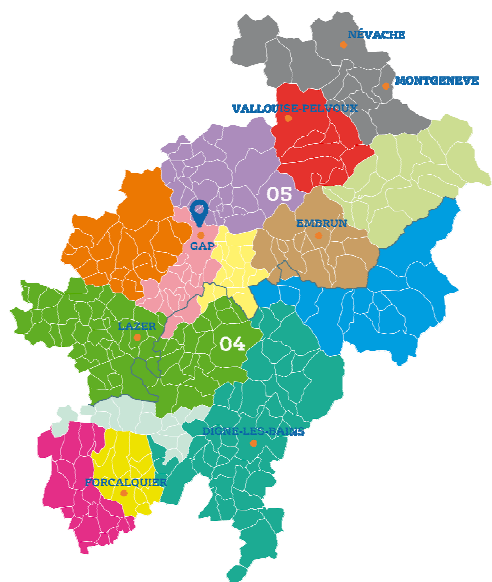 NÉVACHE
MONTGENEVE
VALLOUISE-PELVOUX
05
EMBRUN
GAP
LAZER
04
DIGNE-LES-BAINS
FORCALQUIER